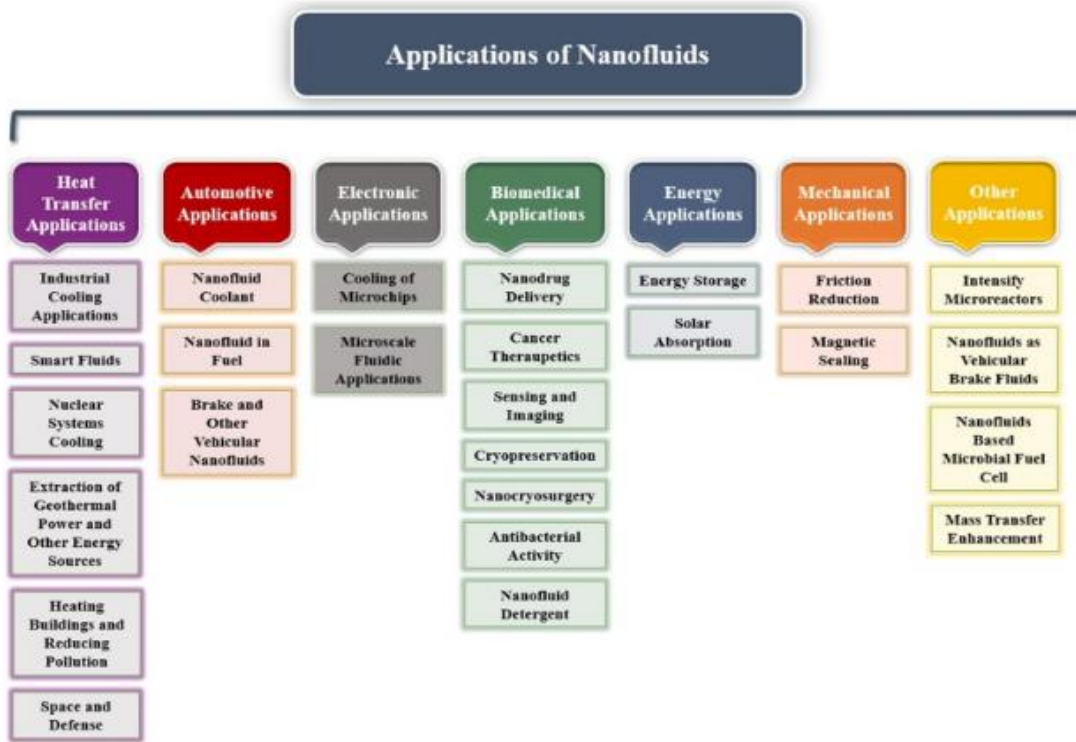 Applications of Nanofluids
Heat
Transfer
Applications
Industrial
Cooling
Applications
Smart Fluids
Nuclear
Systems
Cooling
Extraction of
Geothermal
Power and
Other Energy
Sources
Heating
Buildings and
Reducing
Pollution
Space and
Defense
Automotive
Applications
Nanofluid
Coolant
Nanofluid in
Fuel
Brake and
Other
Vehicular
Nanofluids
Electronic
Applications
Cooling of
Microchips
Microscale
Fluidic
Applications
Biomedical
Applications
Nanodrug
Delivery
Cancer
Theraupetics
Sensing and
Imaging
Cryopreservation
Nanocryosurgery
Antibacterial
Activity
Nanofluid
Detergent
Energy
Applications
Energy Storage
Solar
Absorption
Mechanical
Applications
Friction
Reduction
Magnetic
Sealing
Other
Applications
Intensify
Microreactors
Nanofluids as
Vehicular
Brake Fluids
Nanofluids
Based
Microbial Fuel
Cell
Mass Transfer
Enhancement